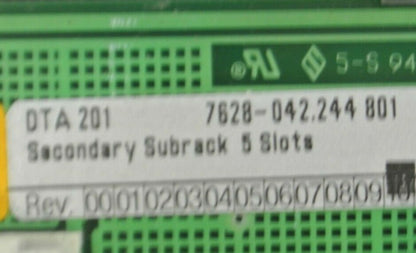 5-S 94
DTA 201 7628-042.244 801
Secondary Subrack 5 Slots
Rev. 00 01 02 03 04 05 06 07 08 09